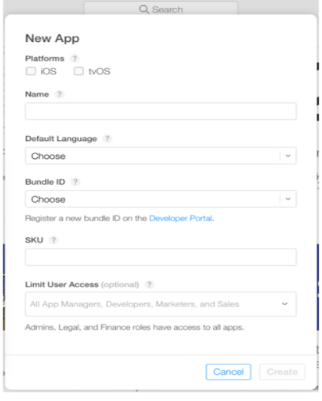 Search
New App
Platforms ?
iOS tvOS
Name ?
Default Language ?
Choose
Bundle ID ?
Choose
Register a new bundle ID on the Developer Portal.
SKU ?
Limit User Access (optional) ?
All App Managers, Developers, Marketers, and Sales
Admins, Legal, and Finance roles have access to all apps.
Cancel Create